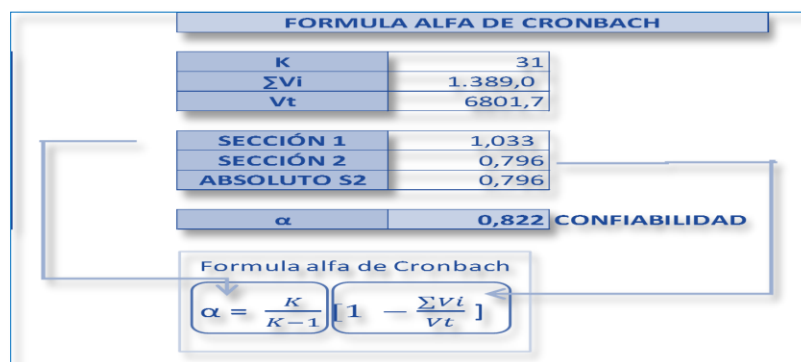 FORMULA ALFA DE CRONBACH
K 31
∑Vi 1.389,0
Vt 6801,7
SECCIÓN 1 1,033
SECCIÓN 2 0,796
ABSOLUTO S2 0,796
α 0,822 CONFIABILIDAD
Formula alfa de Cronbach
α = K/(K−1) [1 − ∑Vi/Vt]